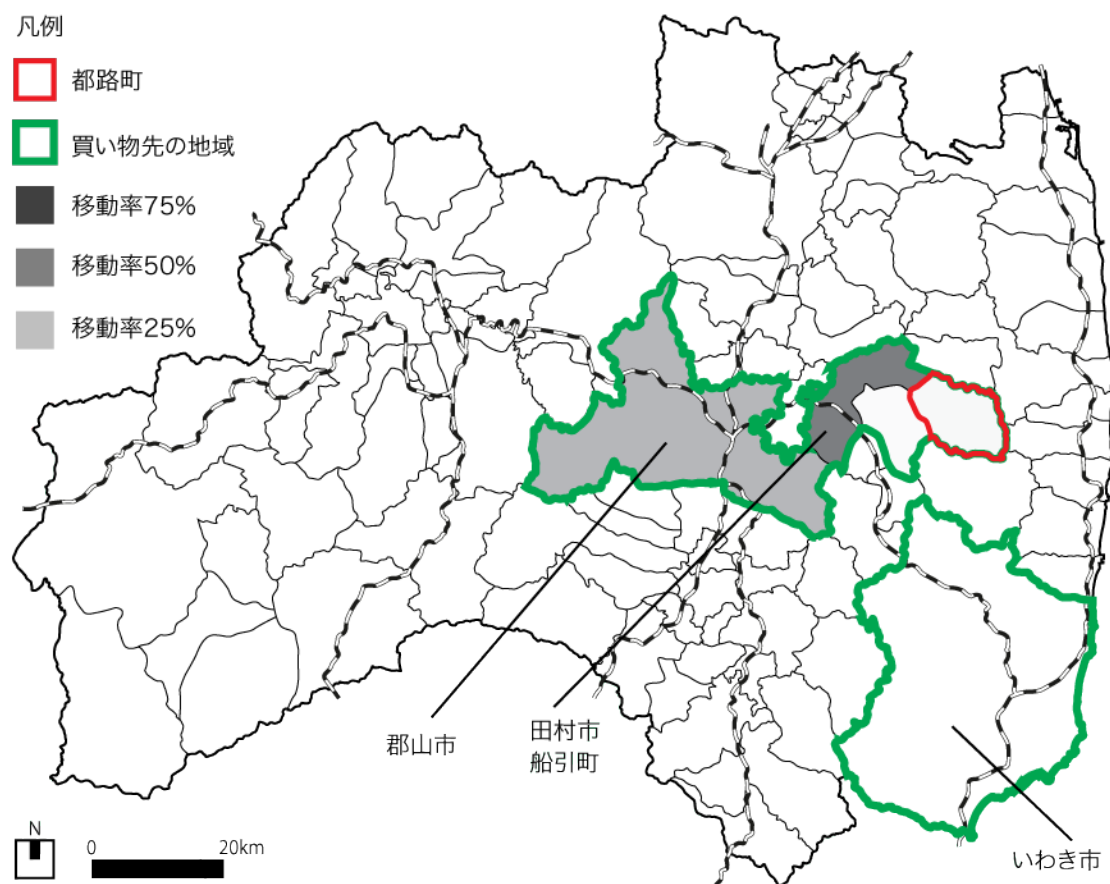 凡例
都路町
買い物先の地域
移動率75%
移動率50%
移動率25%
郡山市
田村市
船引町
いわき市
N
0 20km